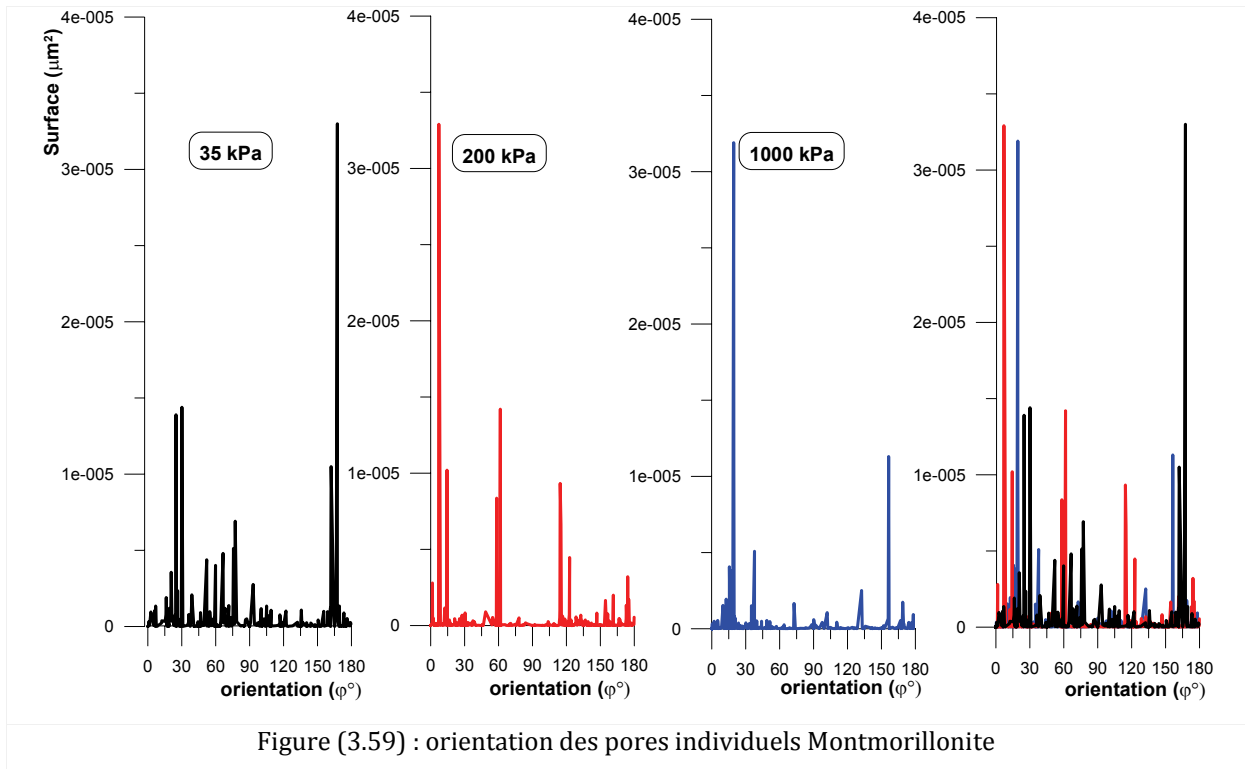 Surface (μm²)
4e-005
3e-005
2e-005
1e-005
0
35 kPa
0 30 60 90 120 150 180
orientation (φ°)
4e-005
3e-005
2e-005
1e-005
0
200 kPa
0 30 60 90 120 150 180
orientation (φ°)
4e-005
3e-005
2e-005
1e-005
0
1000 kPa
0 30 60 90 120 150 180
orientation (φ°)
4e-005
3e-005
2e-005
1e-005
0
0 30 60 90 120 150 180
orientation (φ°)
Figure (3.59) : orientation des pores individuels Montmorillonite